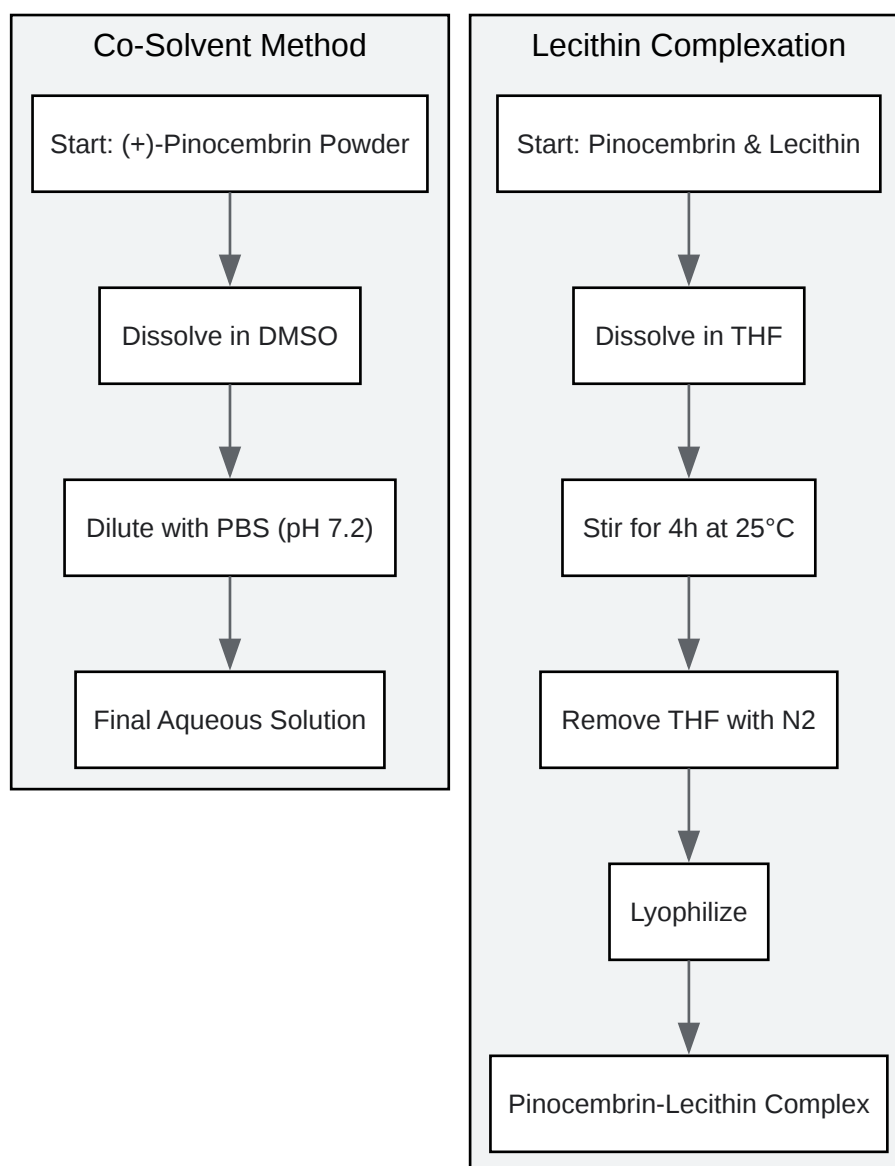 Co-Solvent Method
Start: (+)-Pinocembrin Powder
Dissolve in DMSO
Dilute with PBS (pH 7.2)
Final Aqueous Solution
Lecithin Complexation
Start: Pinocembrin & Lecithin
Dissolve in THF
Stir for 4h at 25°C
Remove THF with N2
Lyophilize
Pinocembrin-Lecithin Complex